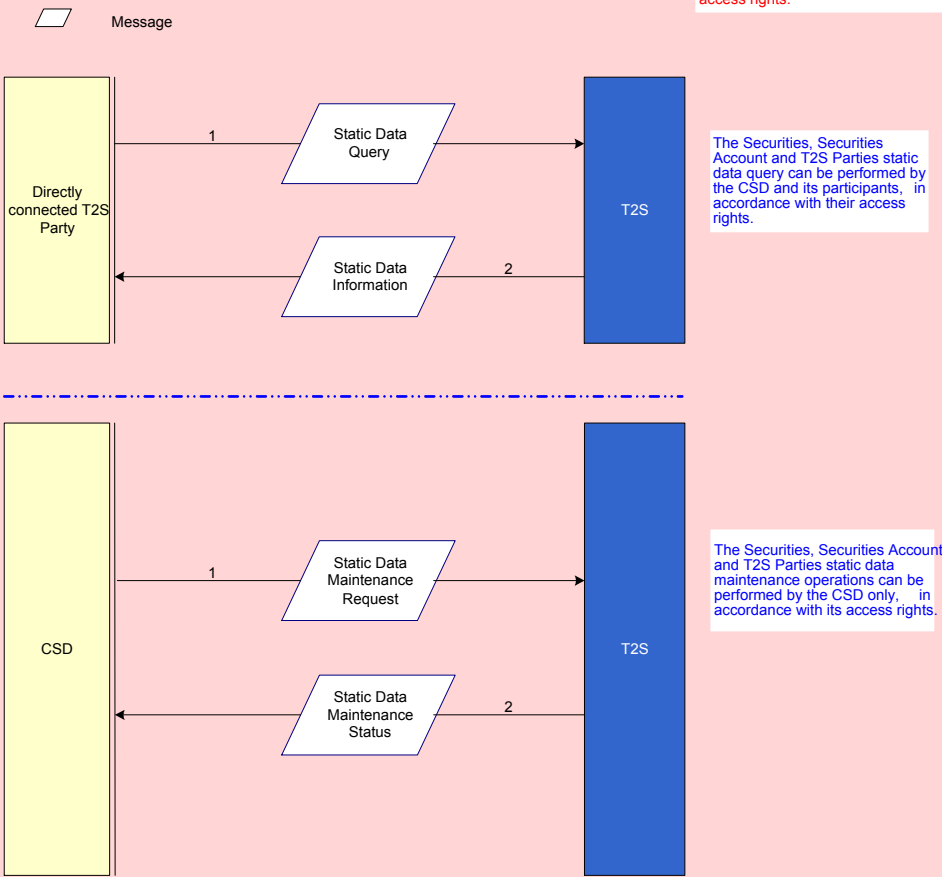 access rights.
Message
1
Static Data
Query
Directly
connected T2S
Party
T2S
The Securities, Securities
Account and T2S Parties static
data query can be performed by
the CSD and its participants, in
accordance with their access
rights.
Static Data
Information
2
1
Static Data
Maintenance
Request
The Securities, Securities Account
and T2S Parties static data
maintenance operations can be
performed by the CSD only, in
accordance with its access rights.
CSD
T2S
Static Data
Maintenance
Status
2